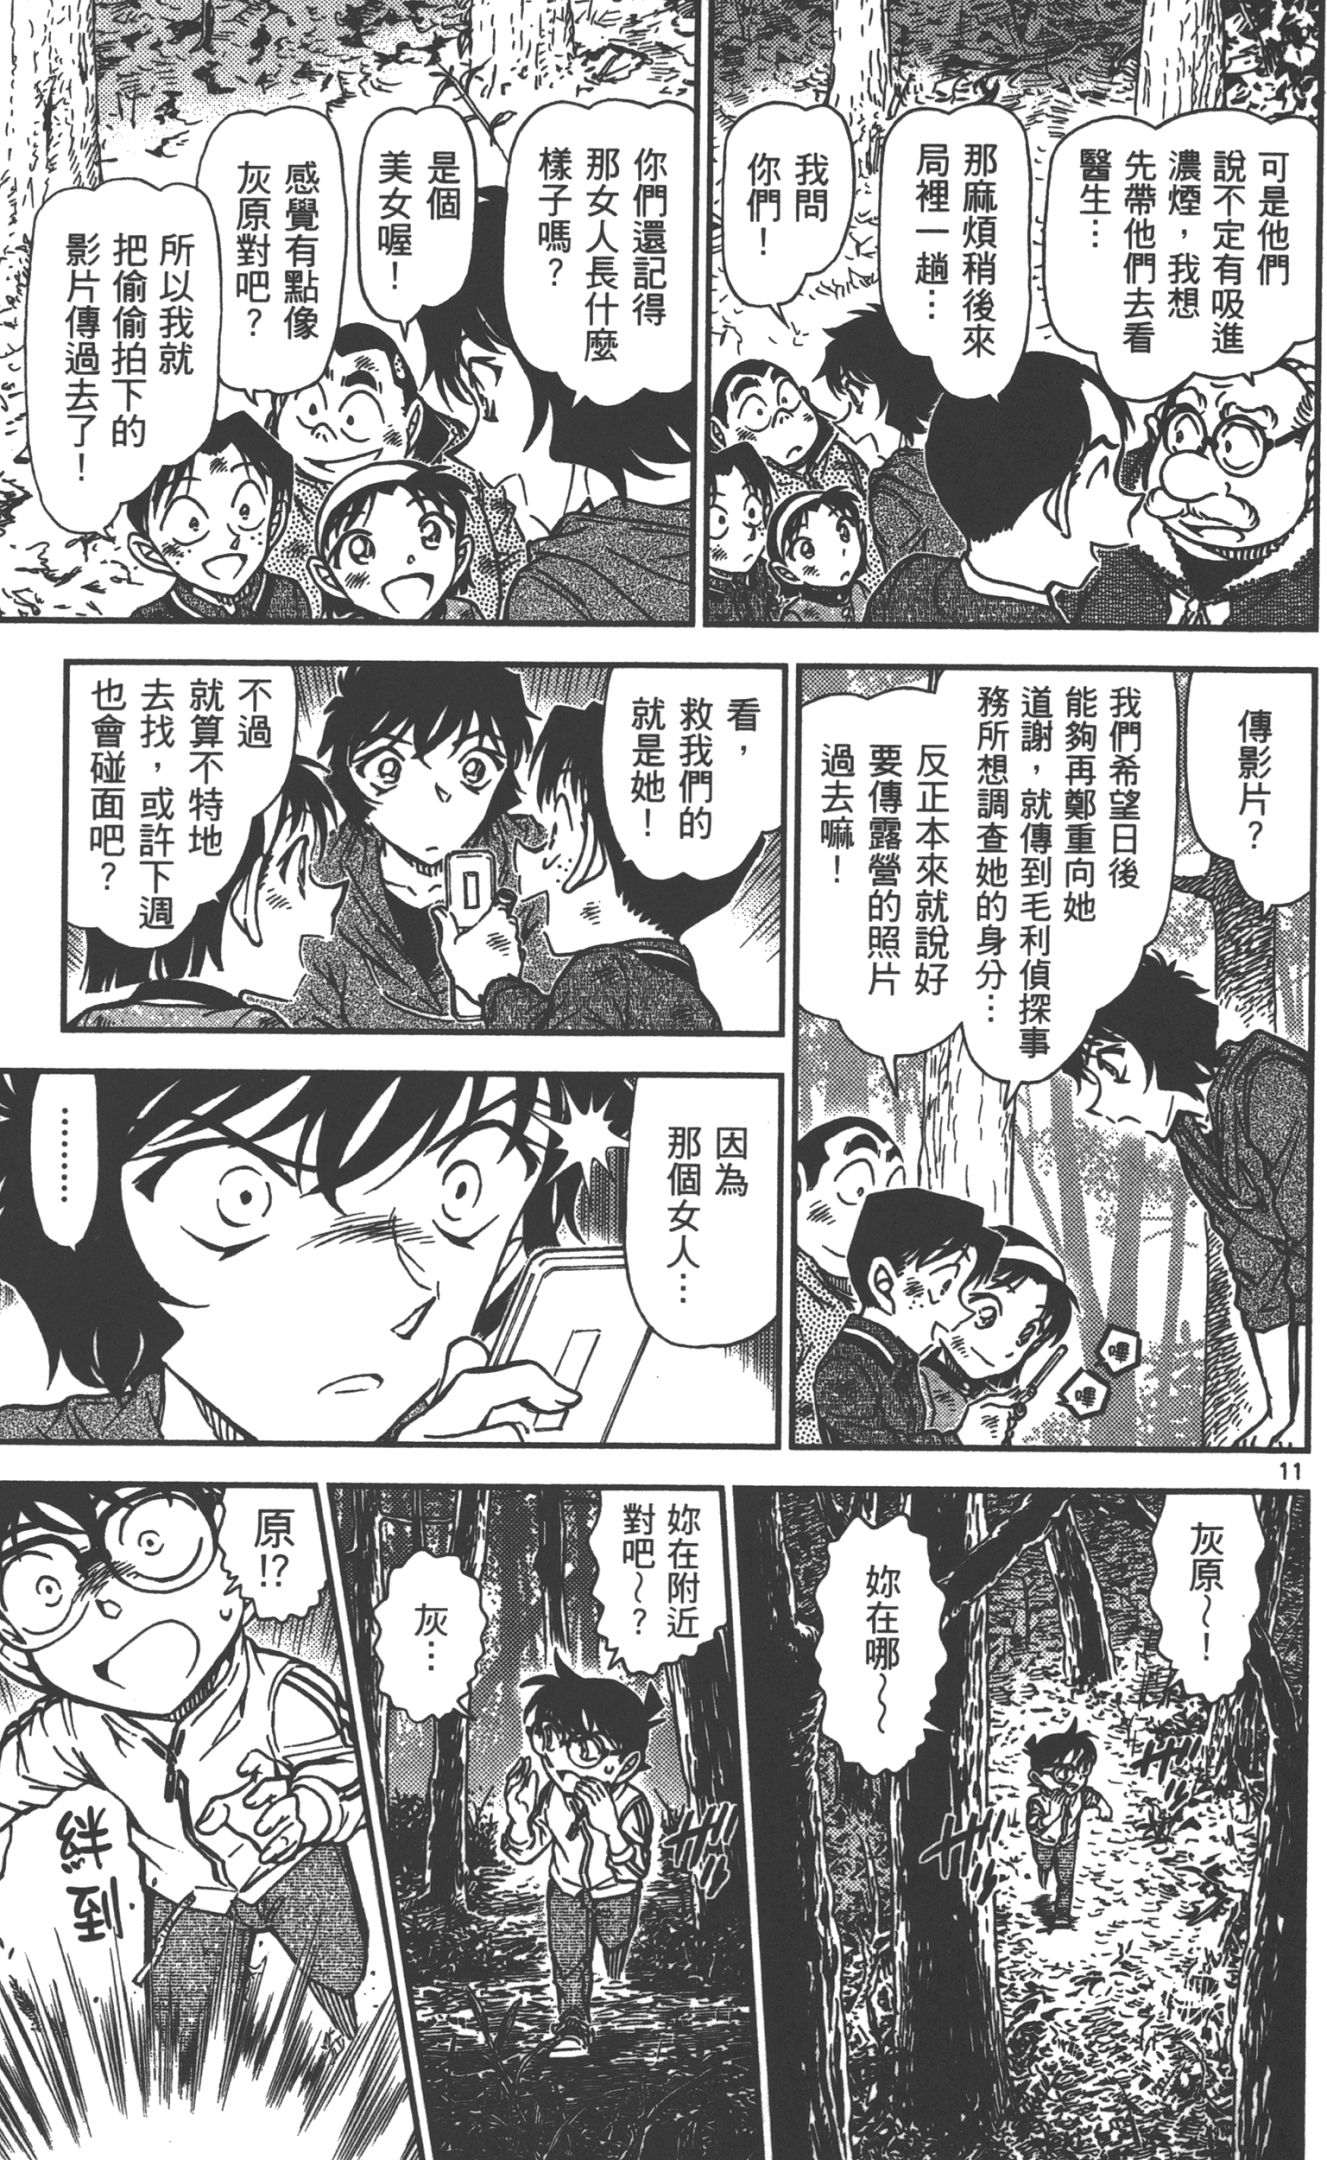 可是他們
說不定有吸進
濃煙，我想
先帶他們去看
醫生…
那麻煩稍後來
局裡一趟…
我問
你們！
你們還記得
那女人長什麼
樣子嗎？
是個
美女喔！
感覺有點像
灰原對吧？
所以我就
把偷偷拍下的
影片傳過去了！
傳影片？
我們希望日後
能夠再鄭重向她
道謝，就傳到毛利偵探事
務所想調查她的身分…
反正本來就說好
要傳露營的照片
過去嘛！
嗶
嗶
看，
救我們的
就是她！
不過
就算不特地
去找，或許下週
也會碰面吧？
因為
那個女人…
………
11
灰原～！
妳在哪～
妳在附近
對吧～？
灰…
原!?
絆倒